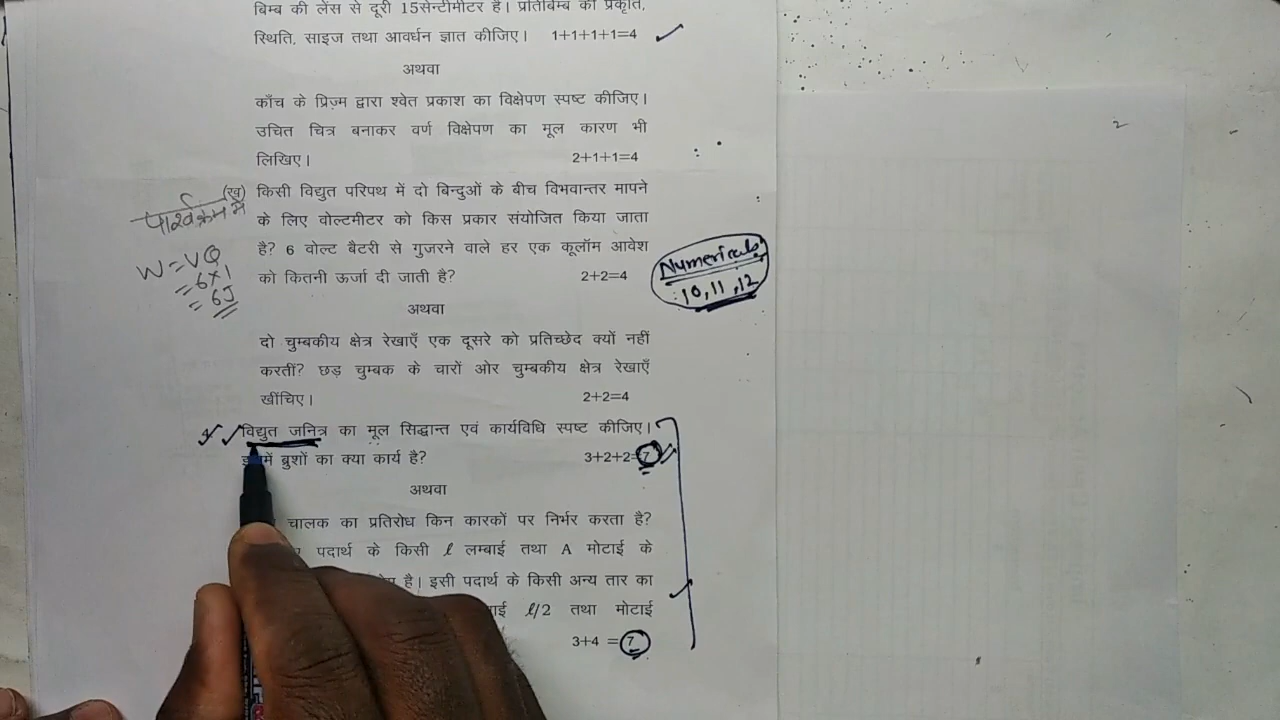 बिम्ब की लेंस से दूरी 15सेन्टीमीटर है। प्रतिबिम्ब की प्रकृति,
स्थिति, साइज तथा आवर्धन ज्ञात कीजिए। 1+1+1+1=4
अथवा
काँच के प्रिज़्म द्वारा श्वेत प्रकाश का विक्षेपण स्पष्ट कीजिए।
उचित चित्र बनाकर वर्ण विक्षेपण का मूल कारण भी
लिखिए। 2+1+1=4
(ख) किसी विद्युत परिपथ में दो बिन्दुओं के बीच विभवान्तर मापने
के लिए वोल्टमीटर को किस प्रकार संयोजित किया जाता
है? 6 वोल्ट बैटरी से गुजरने वाले हर एक कूलॉम आवेश
को कितनी ऊर्जा दी जाती है? 2+2=4
W=VQ
=6×1
=6J
Numericals
10, 11, 12
अथवा
दो चुम्बकीय क्षेत्र रेखाएँ एक दूसरे को प्रतिच्छेद क्यों नहीं
करतीं? छड़ चुम्बक के चारों ओर चुम्बकीय क्षेत्र रेखाएँ
खींचिए। 2+2=4
विद्युत जनित्र का मूल सिद्धान्त एवं कार्यविधि स्पष्ट कीजिए।
में ब्रुशों का क्या कार्य है? 3+2+2=7
अथवा
चालक का प्रतिरोध किन कारकों पर निर्भर करता है?
पदार्थ के किसी ℓ लम्बाई तथा A मोटाई के
है। इसी पदार्थ के किसी अन्य तार का
ℓ/2 तथा मोटाई
3+4 =7